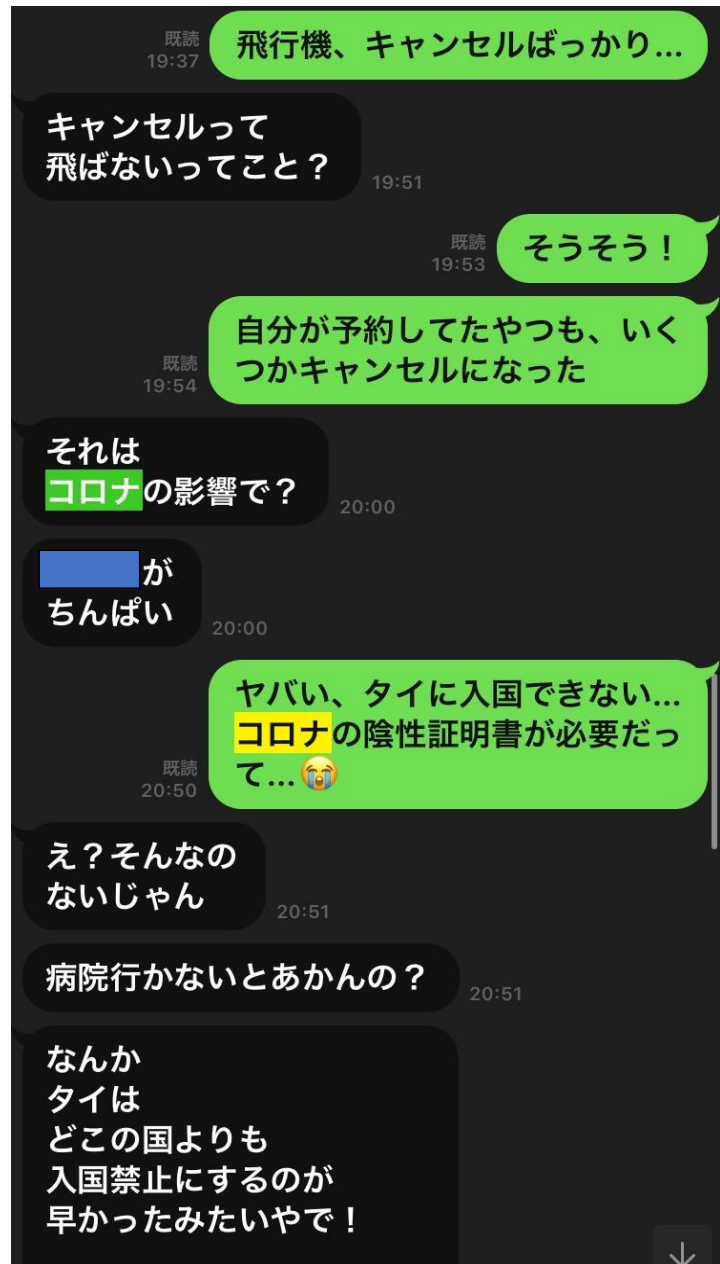 飛行機、キャンセルばっかり...
既読
19:37
キャンセルって
飛ばないってこと？
19:51
そうそう！
既読
19:53
自分が予約してたやつも、いく
つかキャンセルになった
既読
19:54
それは
コロナの影響で？
20:00
が
ちんぱい
20:00
ヤバい、タイに入国できない...
コロナの陰性証明書が必要だっ
て...😭
既読
20:50
え？そんなの
ないじゃん
20:51
病院行かないとあかんの？
20:51
なんか
タイは
どこの国よりも
入国禁止にするのが
早かったみたいやで！